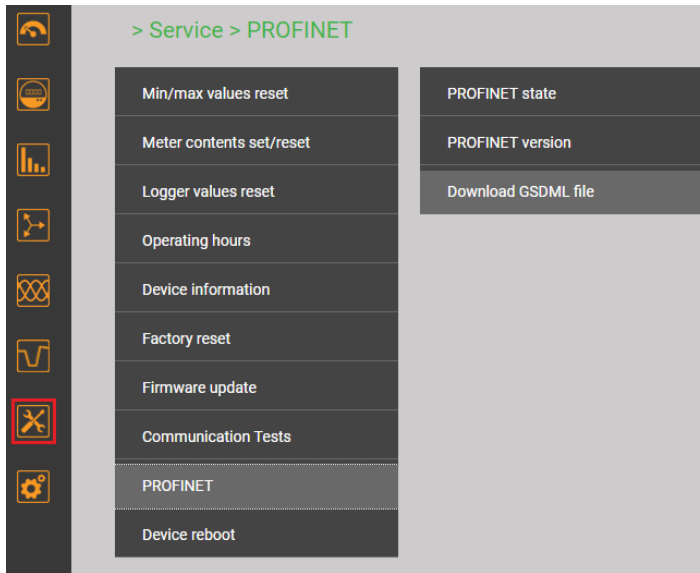 > Service > PROFINET
Min/max values reset
Meter contents set/reset
Logger values reset
Operating hours
Device information
Factory reset
Firmware update
Communication Tests
PROFINET
Device reboot
PROFINET state
PROFINET version
Download GSDML file